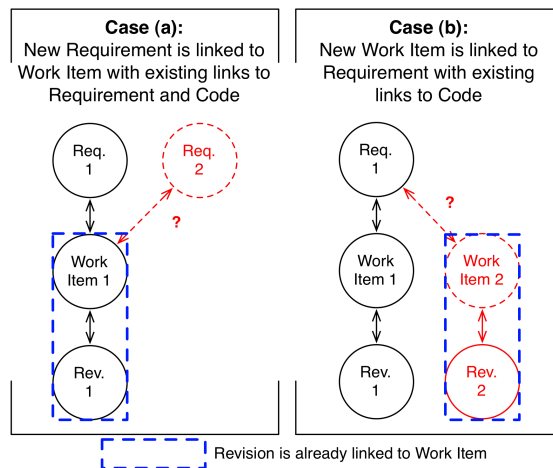 Case (a):
New Requirement is linked to
Work Item with existing links to
Requirement and Code
Req.
1
Req.
2
?
Work
Item 1
Rev.
1
Case (b):
New Work Item is linked to
Requirement with existing
links to Code
Req.
1
?
Work
Item 1
Work
Item 2
Rev.
1
Rev.
2
Revision is already linked to Work Item